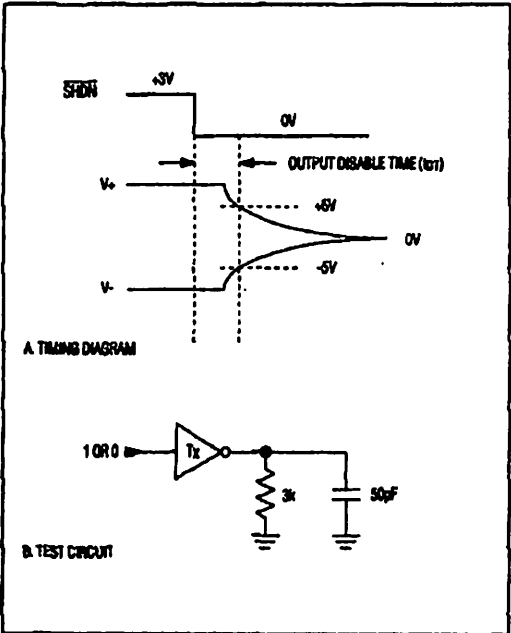 +3V
SHDN
0V
OUTPUT DISABLE TIME (tDT)
V+
+5V
0V
-5V
V-
A. TIMING DIAGRAM
1 OR 0
Tx
3k
50pF
B. TEST CIRCUIT